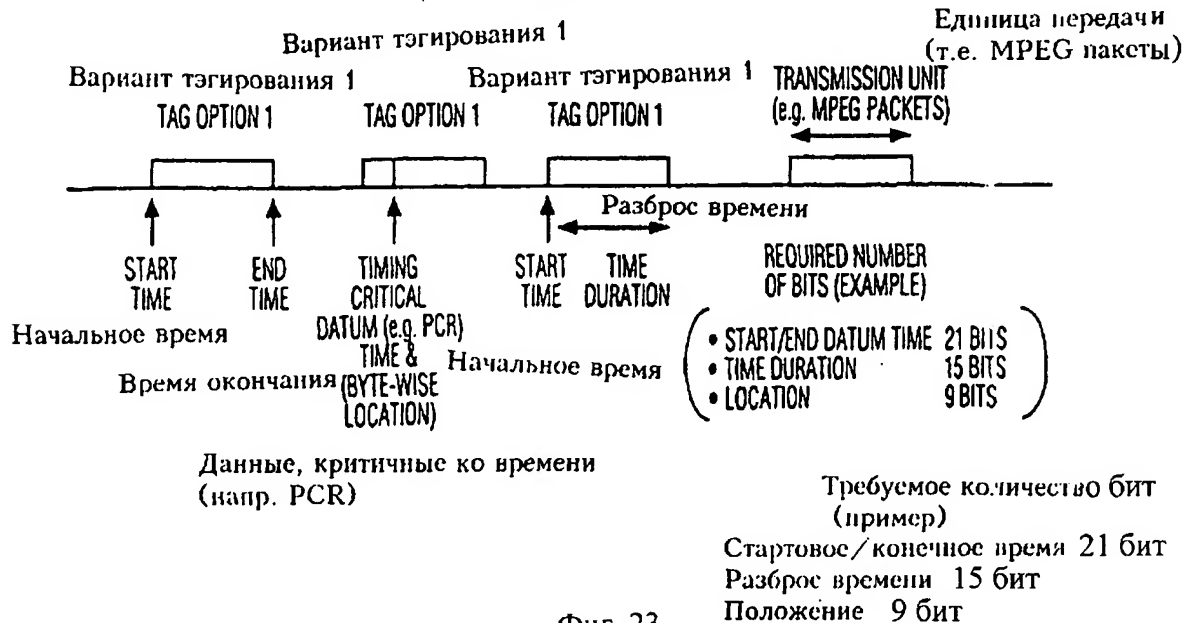 Единица передачи
(т.е. MPEG пакеты)
Вариант тэгирования 1
Вариант тэгирования 1
Вариант тэгирования 1
TRANSMISSION UNIT
(e.g. MPEG PACKETS)
TAG OPTION 1
TAG OPTION 1
TAG OPTION 1
Разброс времени
START
TIME
END
TIME
TIMING
CRITICAL
DATUM (e.g. PCR)
TIME &
(BYTE-WISE
LOCATION)
START
TIME
TIME
DURATION
REQUIRED NUMBER
OF BITS (EXAMPLE)
• START/END DATUM TIME 21 BITS
• TIME DURATION 15 BITS
• LOCATION 9 BITS
Начальное время
Время окончания
Начальное время
Данные, критичные ко времени
(напр. PCR)
Требуемое количество бит
(пример)
Стартовое/конечное время 21 бит
Разброс времени 15 бит
Положение 9 бит
Фиг. 23